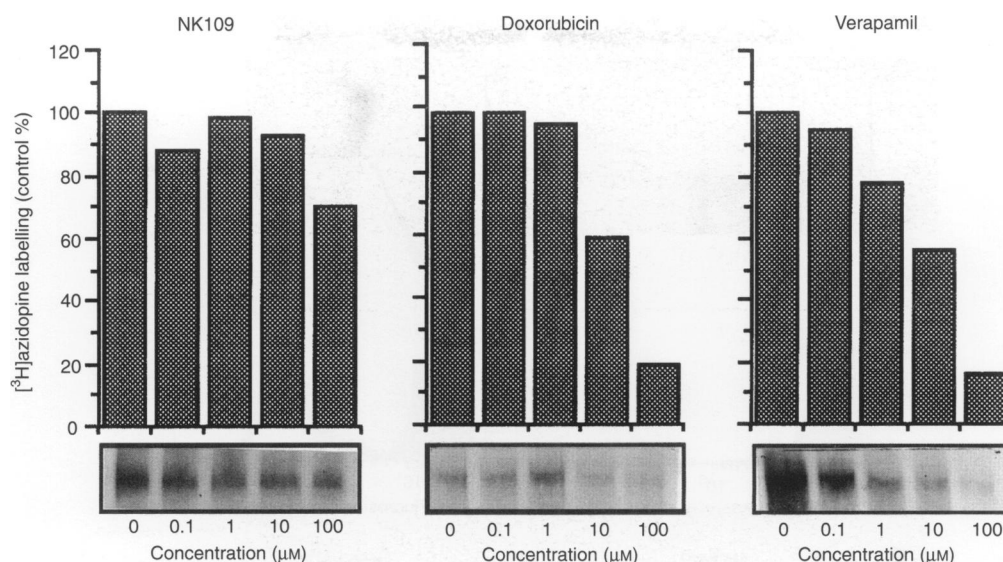 NK109 Doxorubicin Verapamil
[³H]azidopine labelling (control %)
120
100
80
60
40
20
0
0 0.1 1 10 100
Concentration (μM)
0 0.1 1 10 100
Concentration (μM)
0 0.1 1 10 100
Concentration (μM)